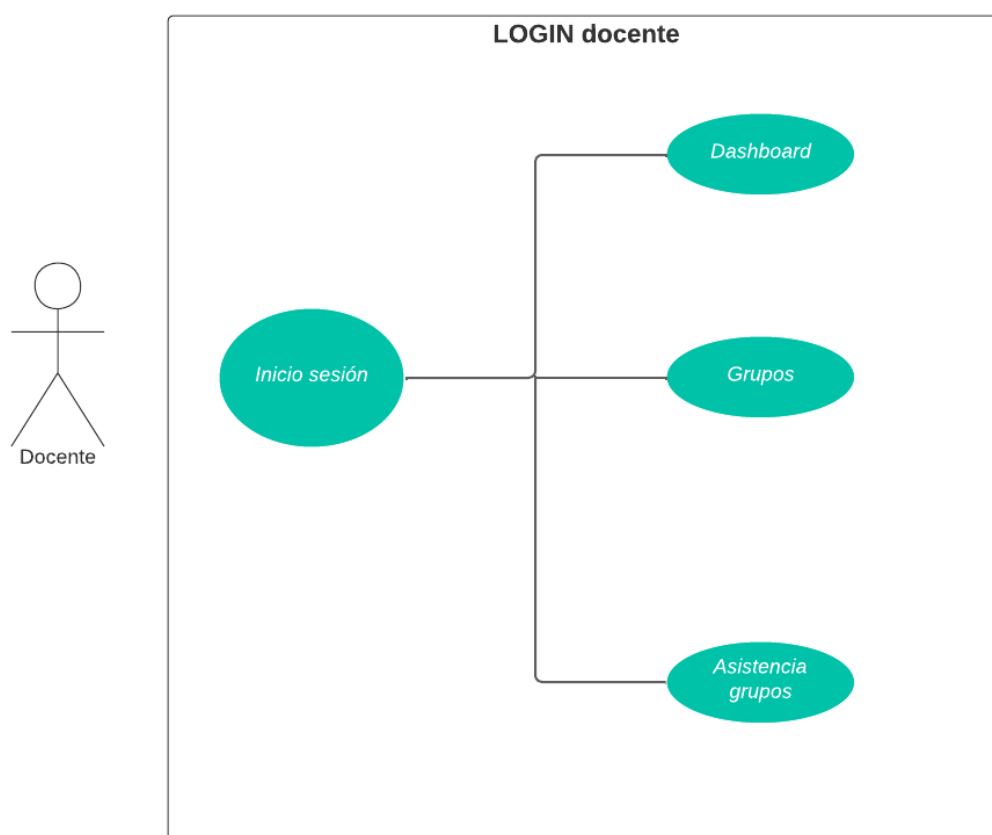 LOGIN docente
Dashboard
Inicio sesión
Grupos
Docente
Asistencia
grupos